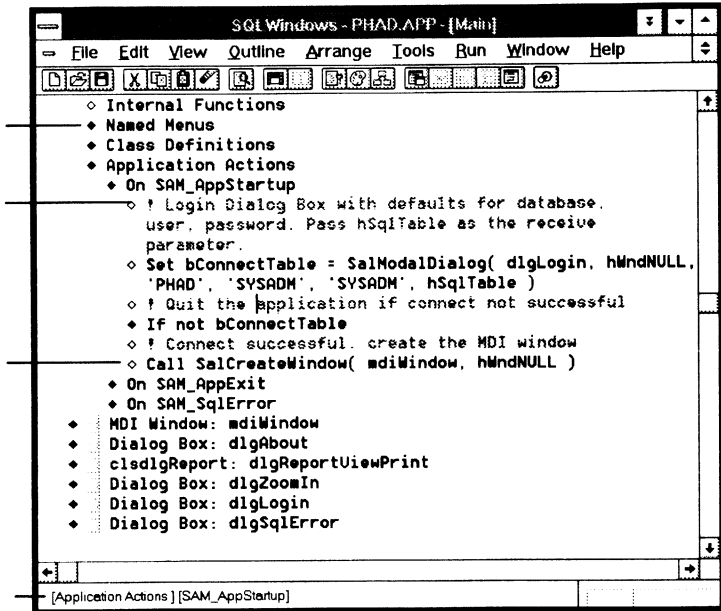 SQLWindows - PHAD.APP - [Main]
File Edit View Outline Arrange Tools Run Window Help
◇ Internal Functions
◆ Named Menus
◆ Class Definitions
◆ Application Actions
◆ On SAM_AppStartup
◇ ! Login Dialog Box with defaults for database,
user, password. Pass hSqlTable as the receive
parameter.
◇ Set bConnectTable = SalModalDialog( dlgLogin, hWndNULL,
'PHAD', 'SYSADM', 'SYSADM', hSqlTable )
◇ ! Quit the application if connect not successful
◆ If not bConnectTable
◇ ! Connect successful. create the MDI window
◇ Call SalCreateWindow( mdiWindow, hWndNULL )
◆ On SAM_AppExit
◆ On SAM_SqlError
◆ MDI Window: mdiWindow
◆ Dialog Box: dlgAbout
◆ clsdlgReport: dlgReportViewPrint
◆ Dialog Box: dlgZoomIn
◆ Dialog Box: dlgLogin
◆ Dialog Box: dlgSqlError
[Application Actions ] [SAM_AppStartup]